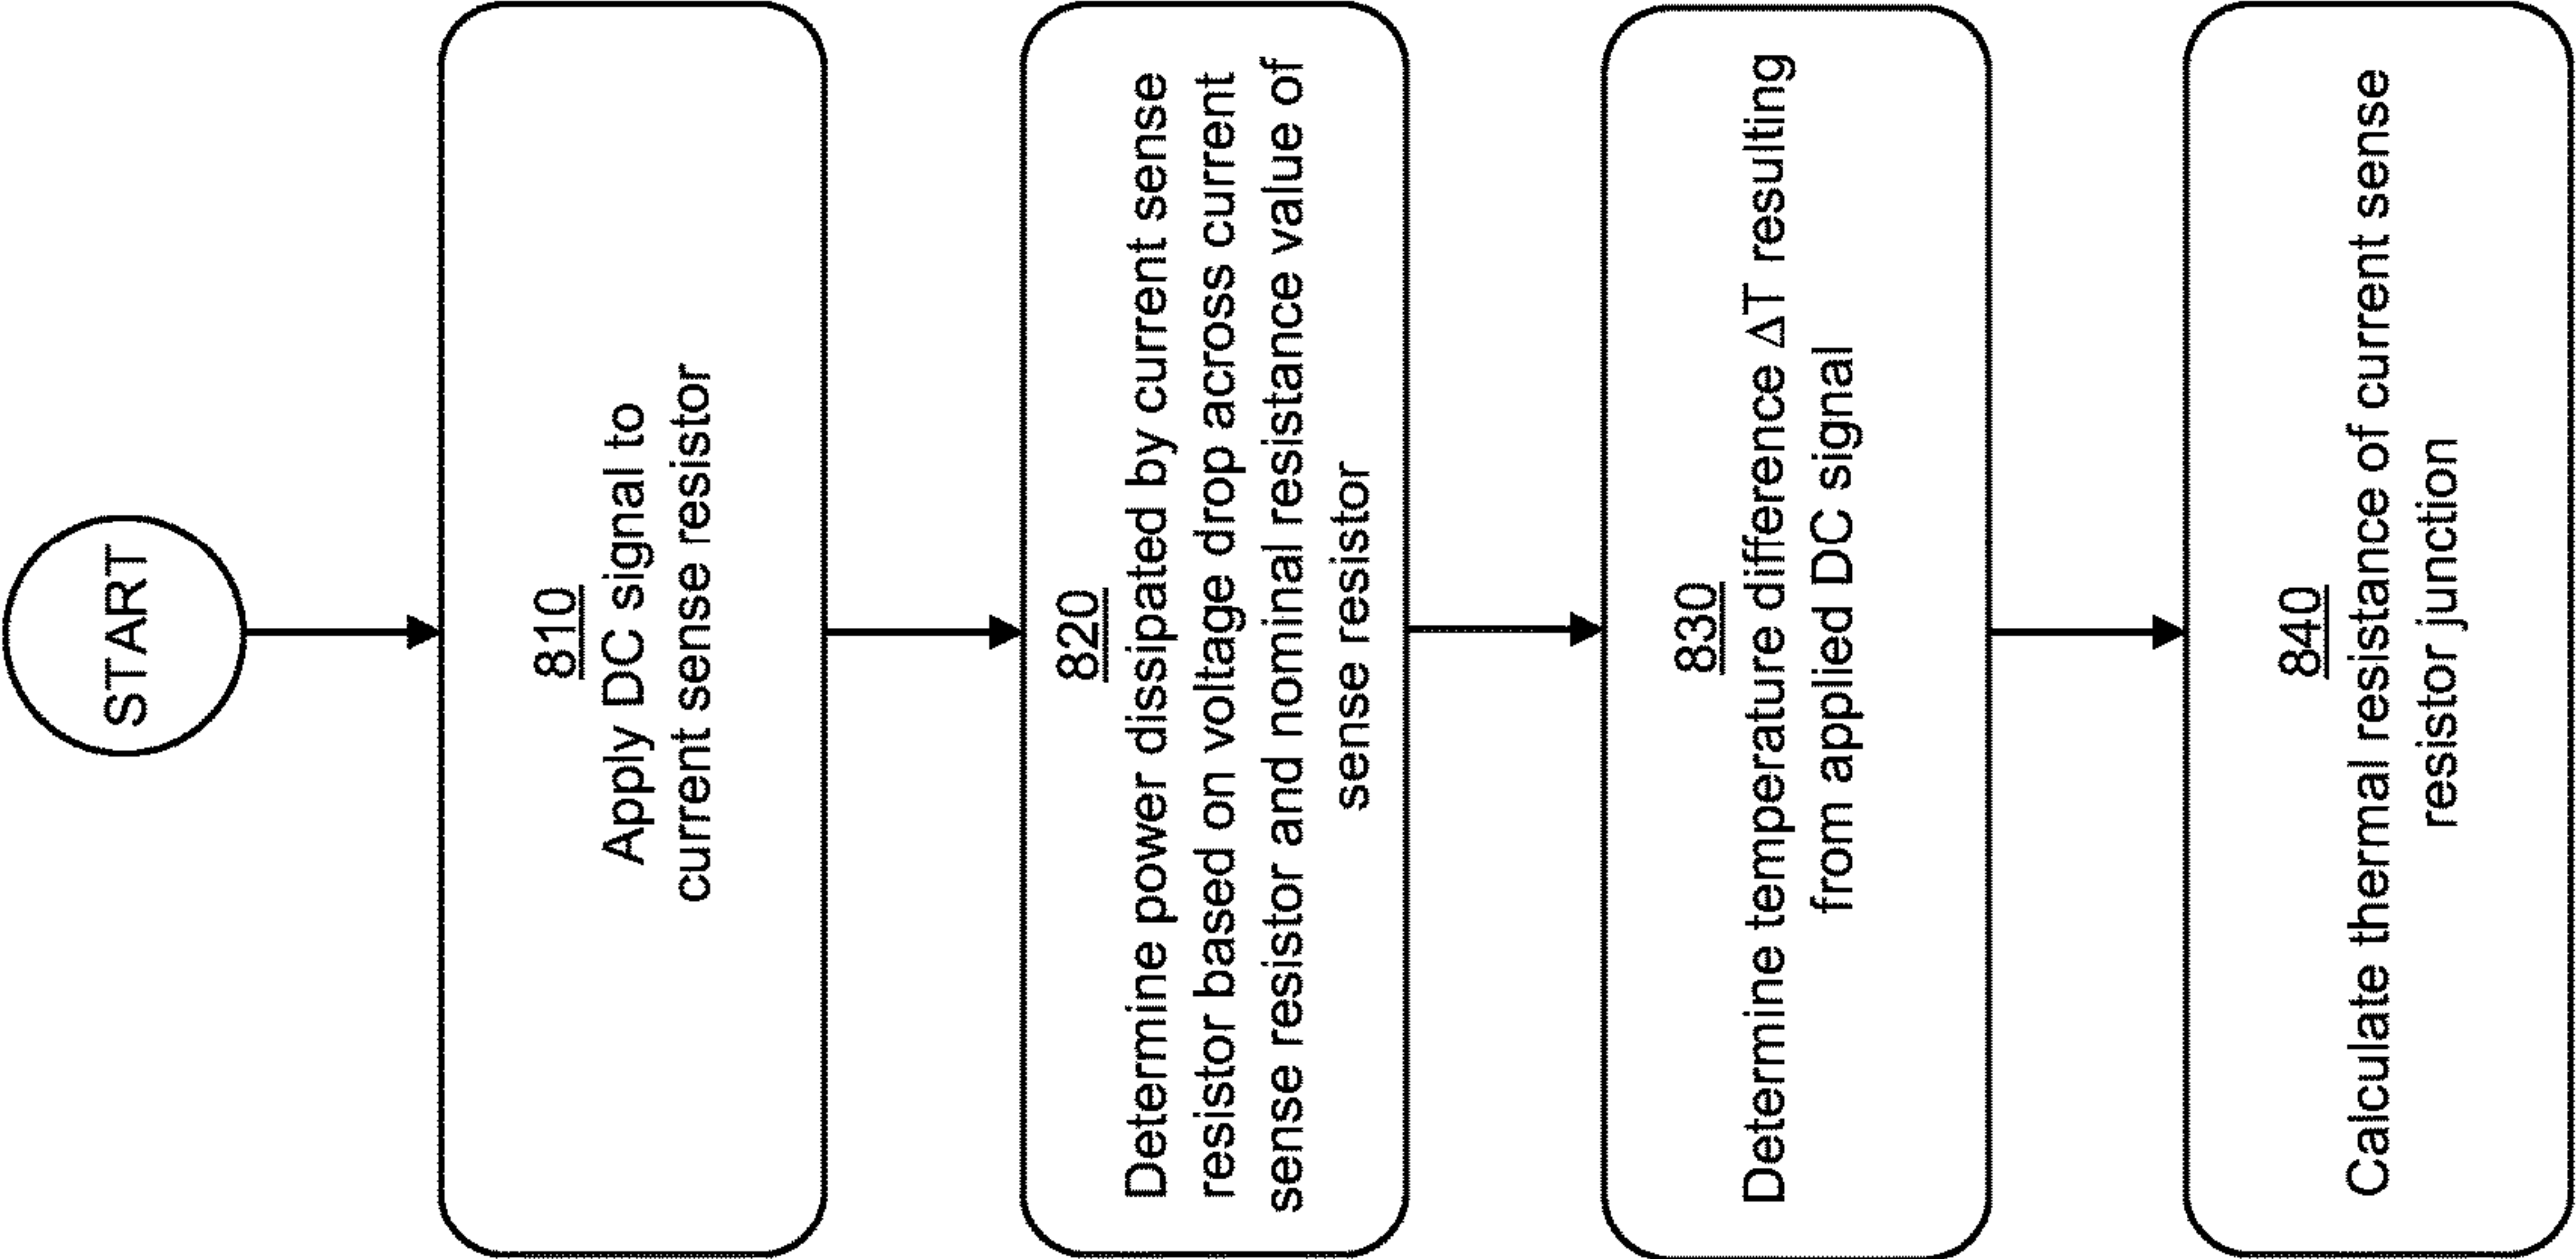 START
810
Apply DC signal to
current sense resistor
820
Determine power dissipated by current sense
resistor based on voltage drop across current
sense resistor and nominal resistance value of
sense resistor
830
Determine temperature difference ΔT resulting
from applied DC signal
840
Calculate thermal resistance of current sense
resistor junction